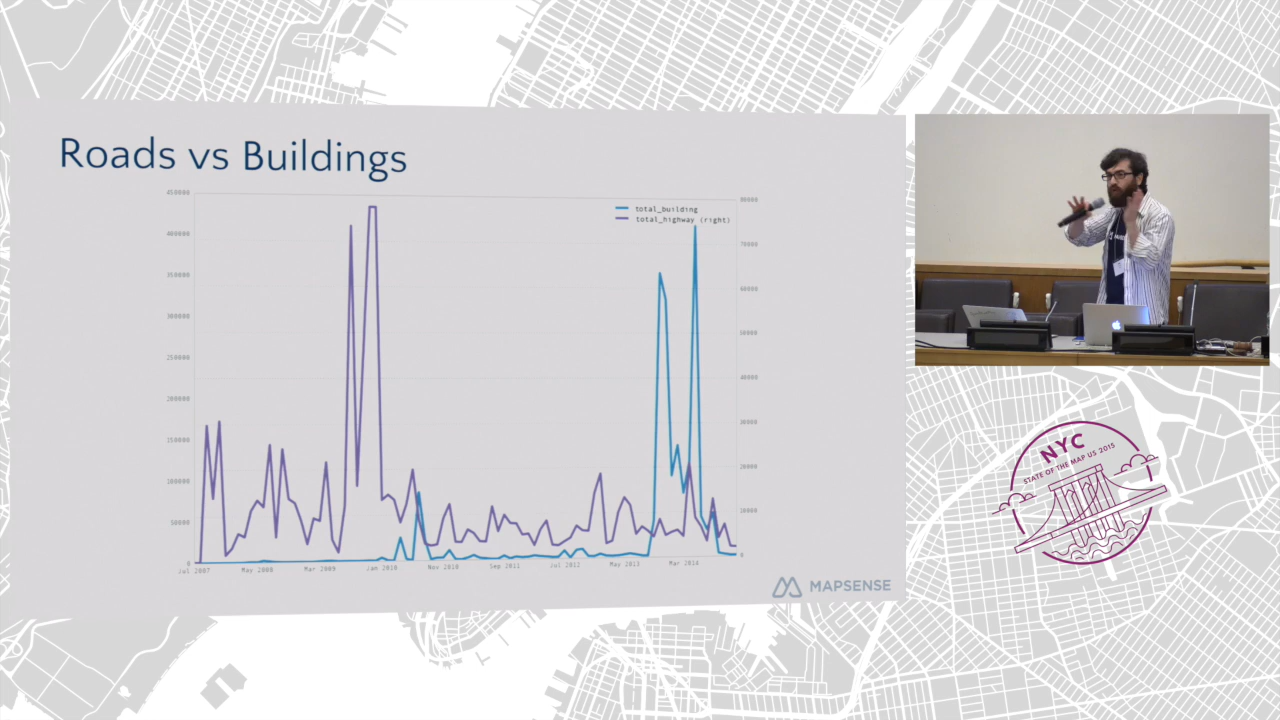 Roads vs Buildings
450000
400000
350000
300000
250000
200000
150000
100000
50000
0
80000
70000
60000
50000
40000
30000
20000
10000
0
total_building
total_highway (right)
Jul 2007
May 2008
Mar 2009
Jan 2010
Nov 2010
Sep 2011
Jul 2012
May 2013
Mar 2014
MAPSENSE
NYC
STATE OF THE MAP US 2015